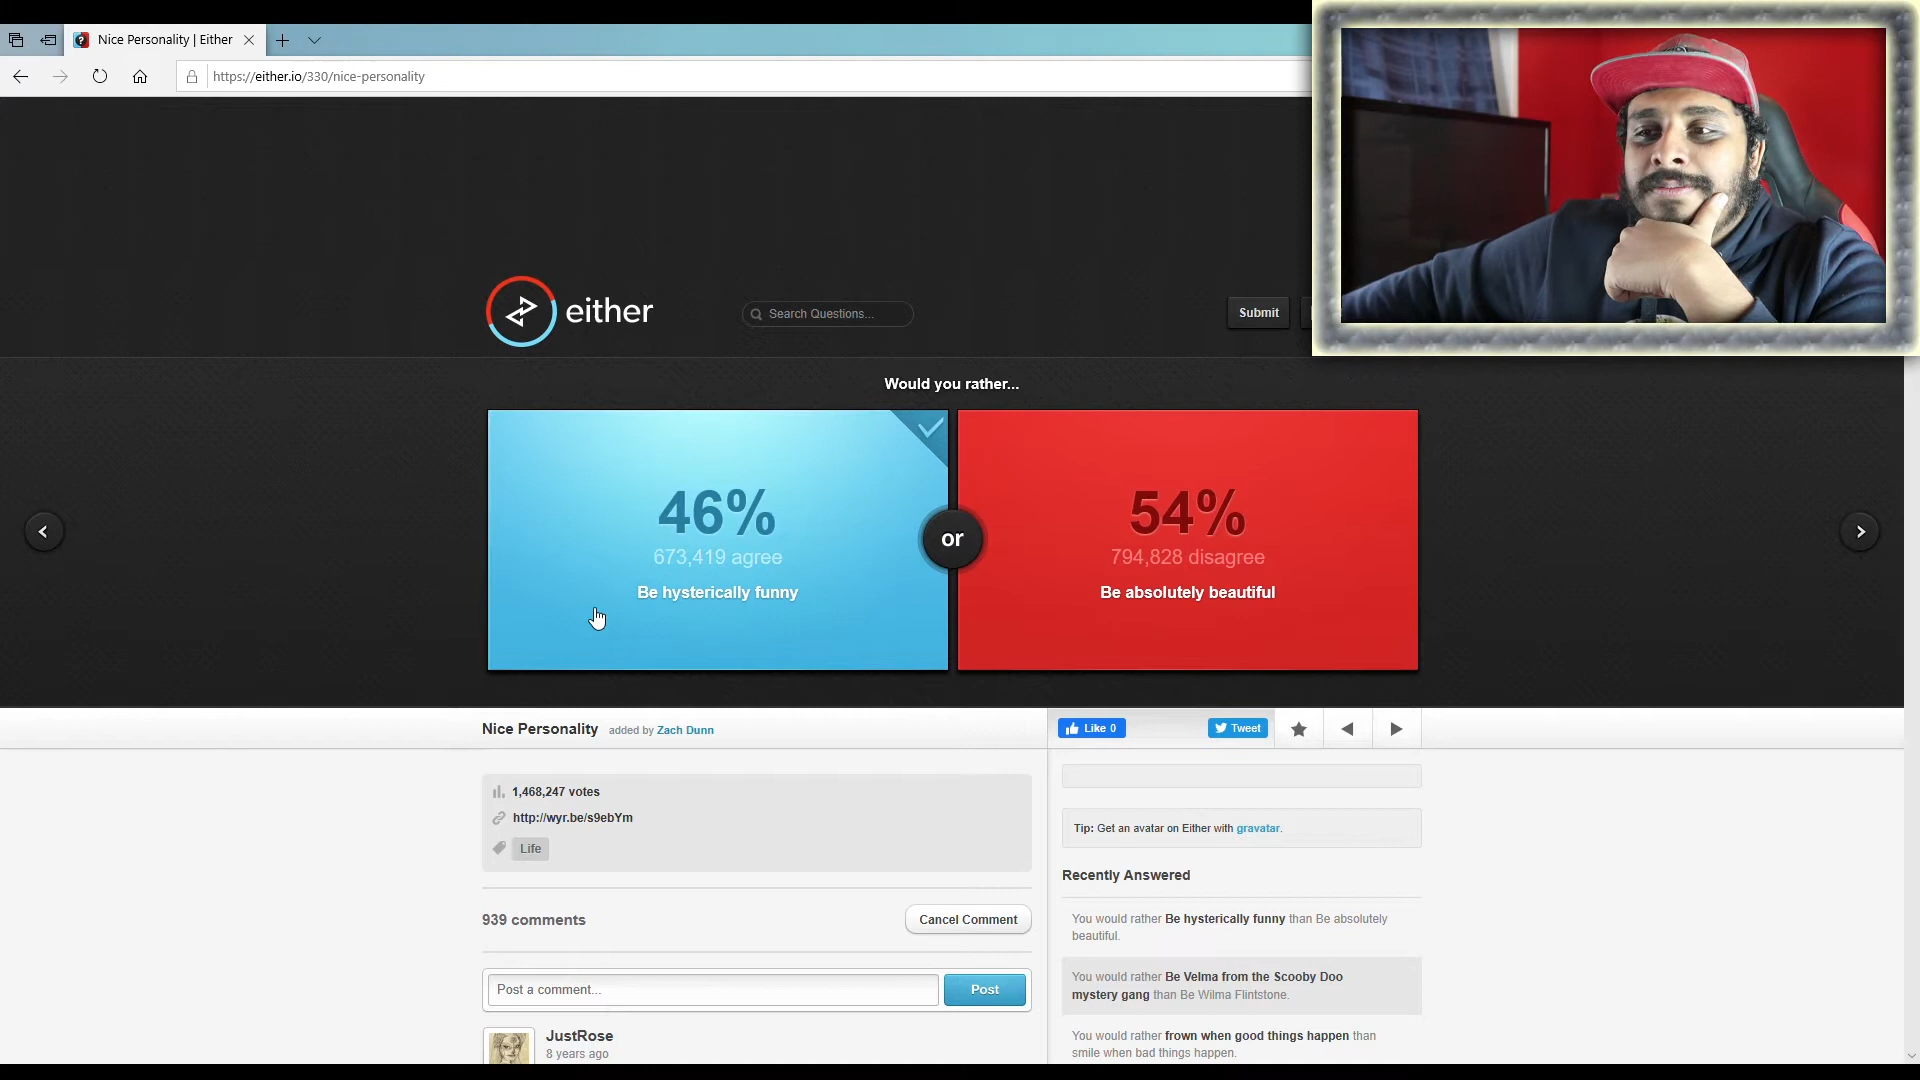 Nice Personality | Either
https://either.io/330/nice-personality
either
Search Questions...
Submit
Would you rather...
46%
673,419 agree
Be hysterically funny
or
54%
794,828 disagree
Be absolutely beautiful
Nice Personality added by Zach Dunn
Like 0
Tweet
1,468,247 votes
http://wyr.be/s9ebYm
Life
939 comments
Cancel Comment
Post a comment...
Post
JustRose
8 years ago
Tip: Get an avatar on Either with gravatar.
Recently Answered
You would rather Be hysterically funny than Be absolutely
beautiful.
You would rather Be Velma from the Scooby Doo
mystery gang than Be Wilma Flintstone.
You would rather frown when good things happen than
smile when bad things happen.